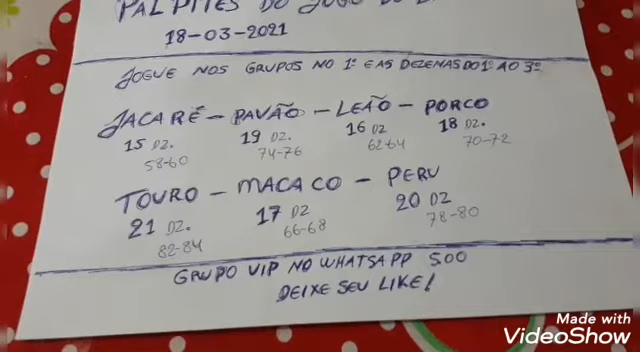 PALPITES DO JOGO DO
18-03-2021
JOGUE NOS GRUPOS NO 1º E AS DEZENAS DO 1º AO 3º
JACARÉ - PAVÃO - LEÃO - PORCO
15 DZ. 19 DZ. 16 DZ 18 DZ.
58-60 74-76 62-64 70-72
TOURO - MACACO - PERU
21 DZ. 17 DZ 20 DZ
82-84 66-68 78-80
GRUPO VIP NO WHATSAPP 5.00
DEIXE SEU LIKE!
Made with
VideoShow